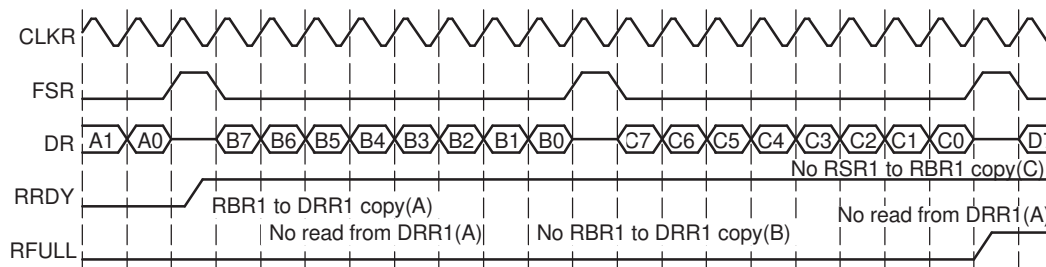 CLKR
FSR
DR A1 A0 B7 B6 B5 B4 B3 B2 B1 B0 C7 C6 C5 C4 C3 C2 C1 C0
No RSR1 to RBR1 copy(C)
RRDY
RBR1 to DRR1 copy(A)
No read from DRR1(A)
No read from DRR1(A)
No RBR1 to DRR1 copy(B)
RFULL